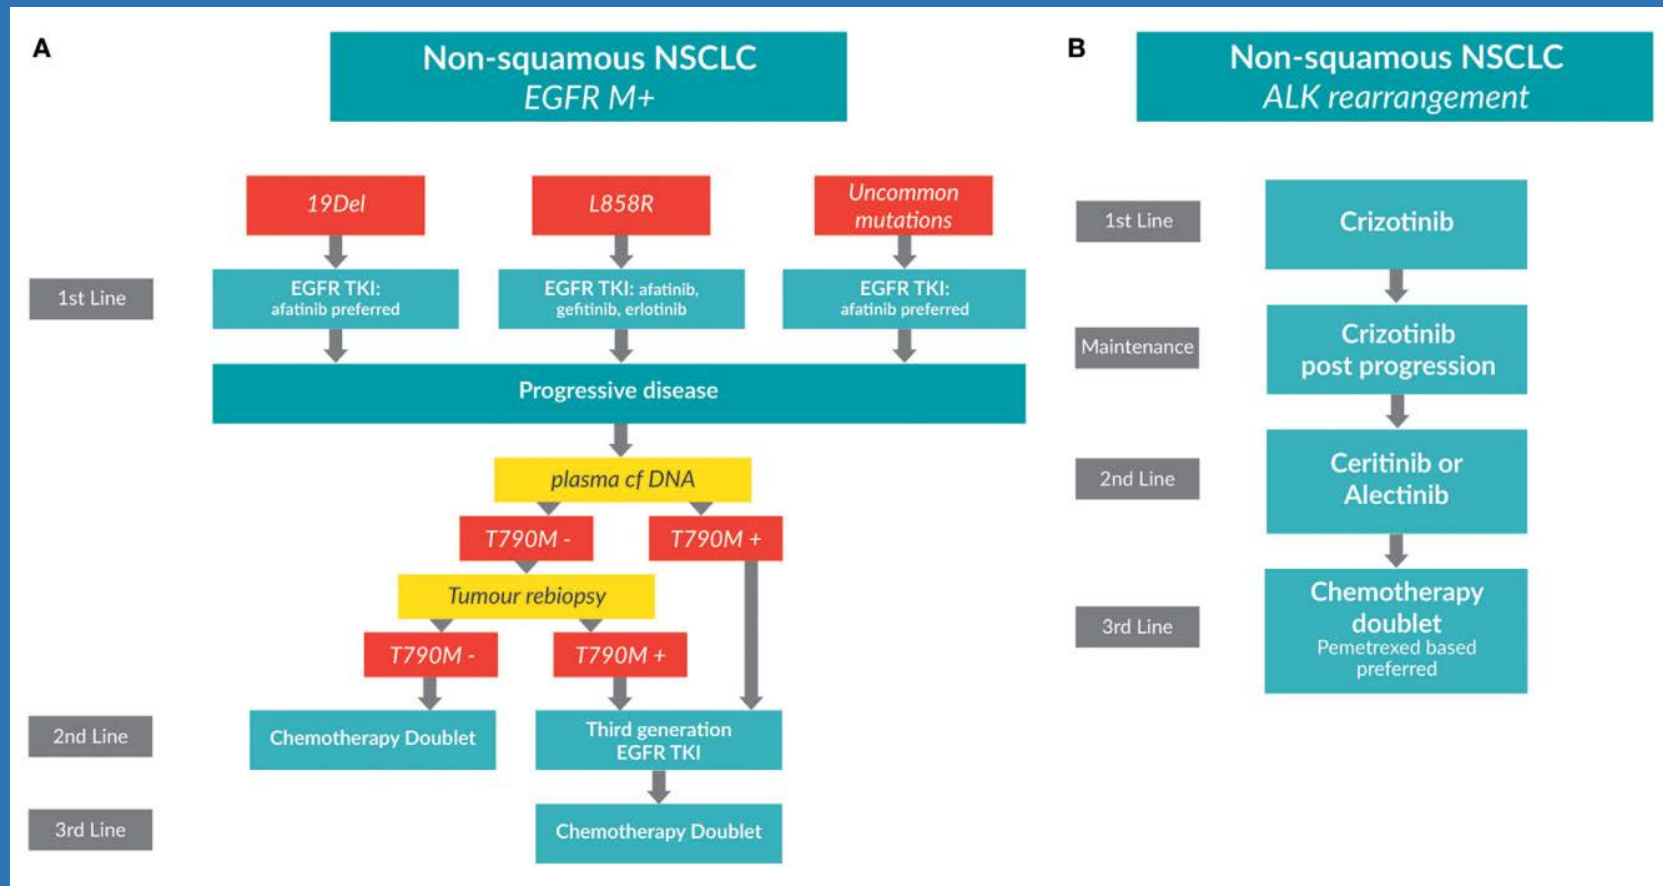 A
Non-squamous NSCLC
EGFR M+
19Del
L858R
Uncommon
mutations
1st Line
EGFR TKI:
afatinib preferred
EGFR TKI: afatinib,
gefitinib, erlotinib
EGFR TKI:
afatinib preferred
Progressive disease
plasma cf DNA
T790M -
T790M +
Tumour rebiopsy
T790M -
T790M +
2nd Line
Chemotherapy Doublet
Third generation
EGFR TKI
3rd Line
Chemotherapy Doublet
B
Non-squamous NSCLC
ALK rearrangement
1st Line
Crizotinib
Maintenance
Crizotinib
post progression
2nd Line
Ceritinib or
Alectinib
3rd Line
Chemotherapy
doublet
Pemetrexed based
preferred